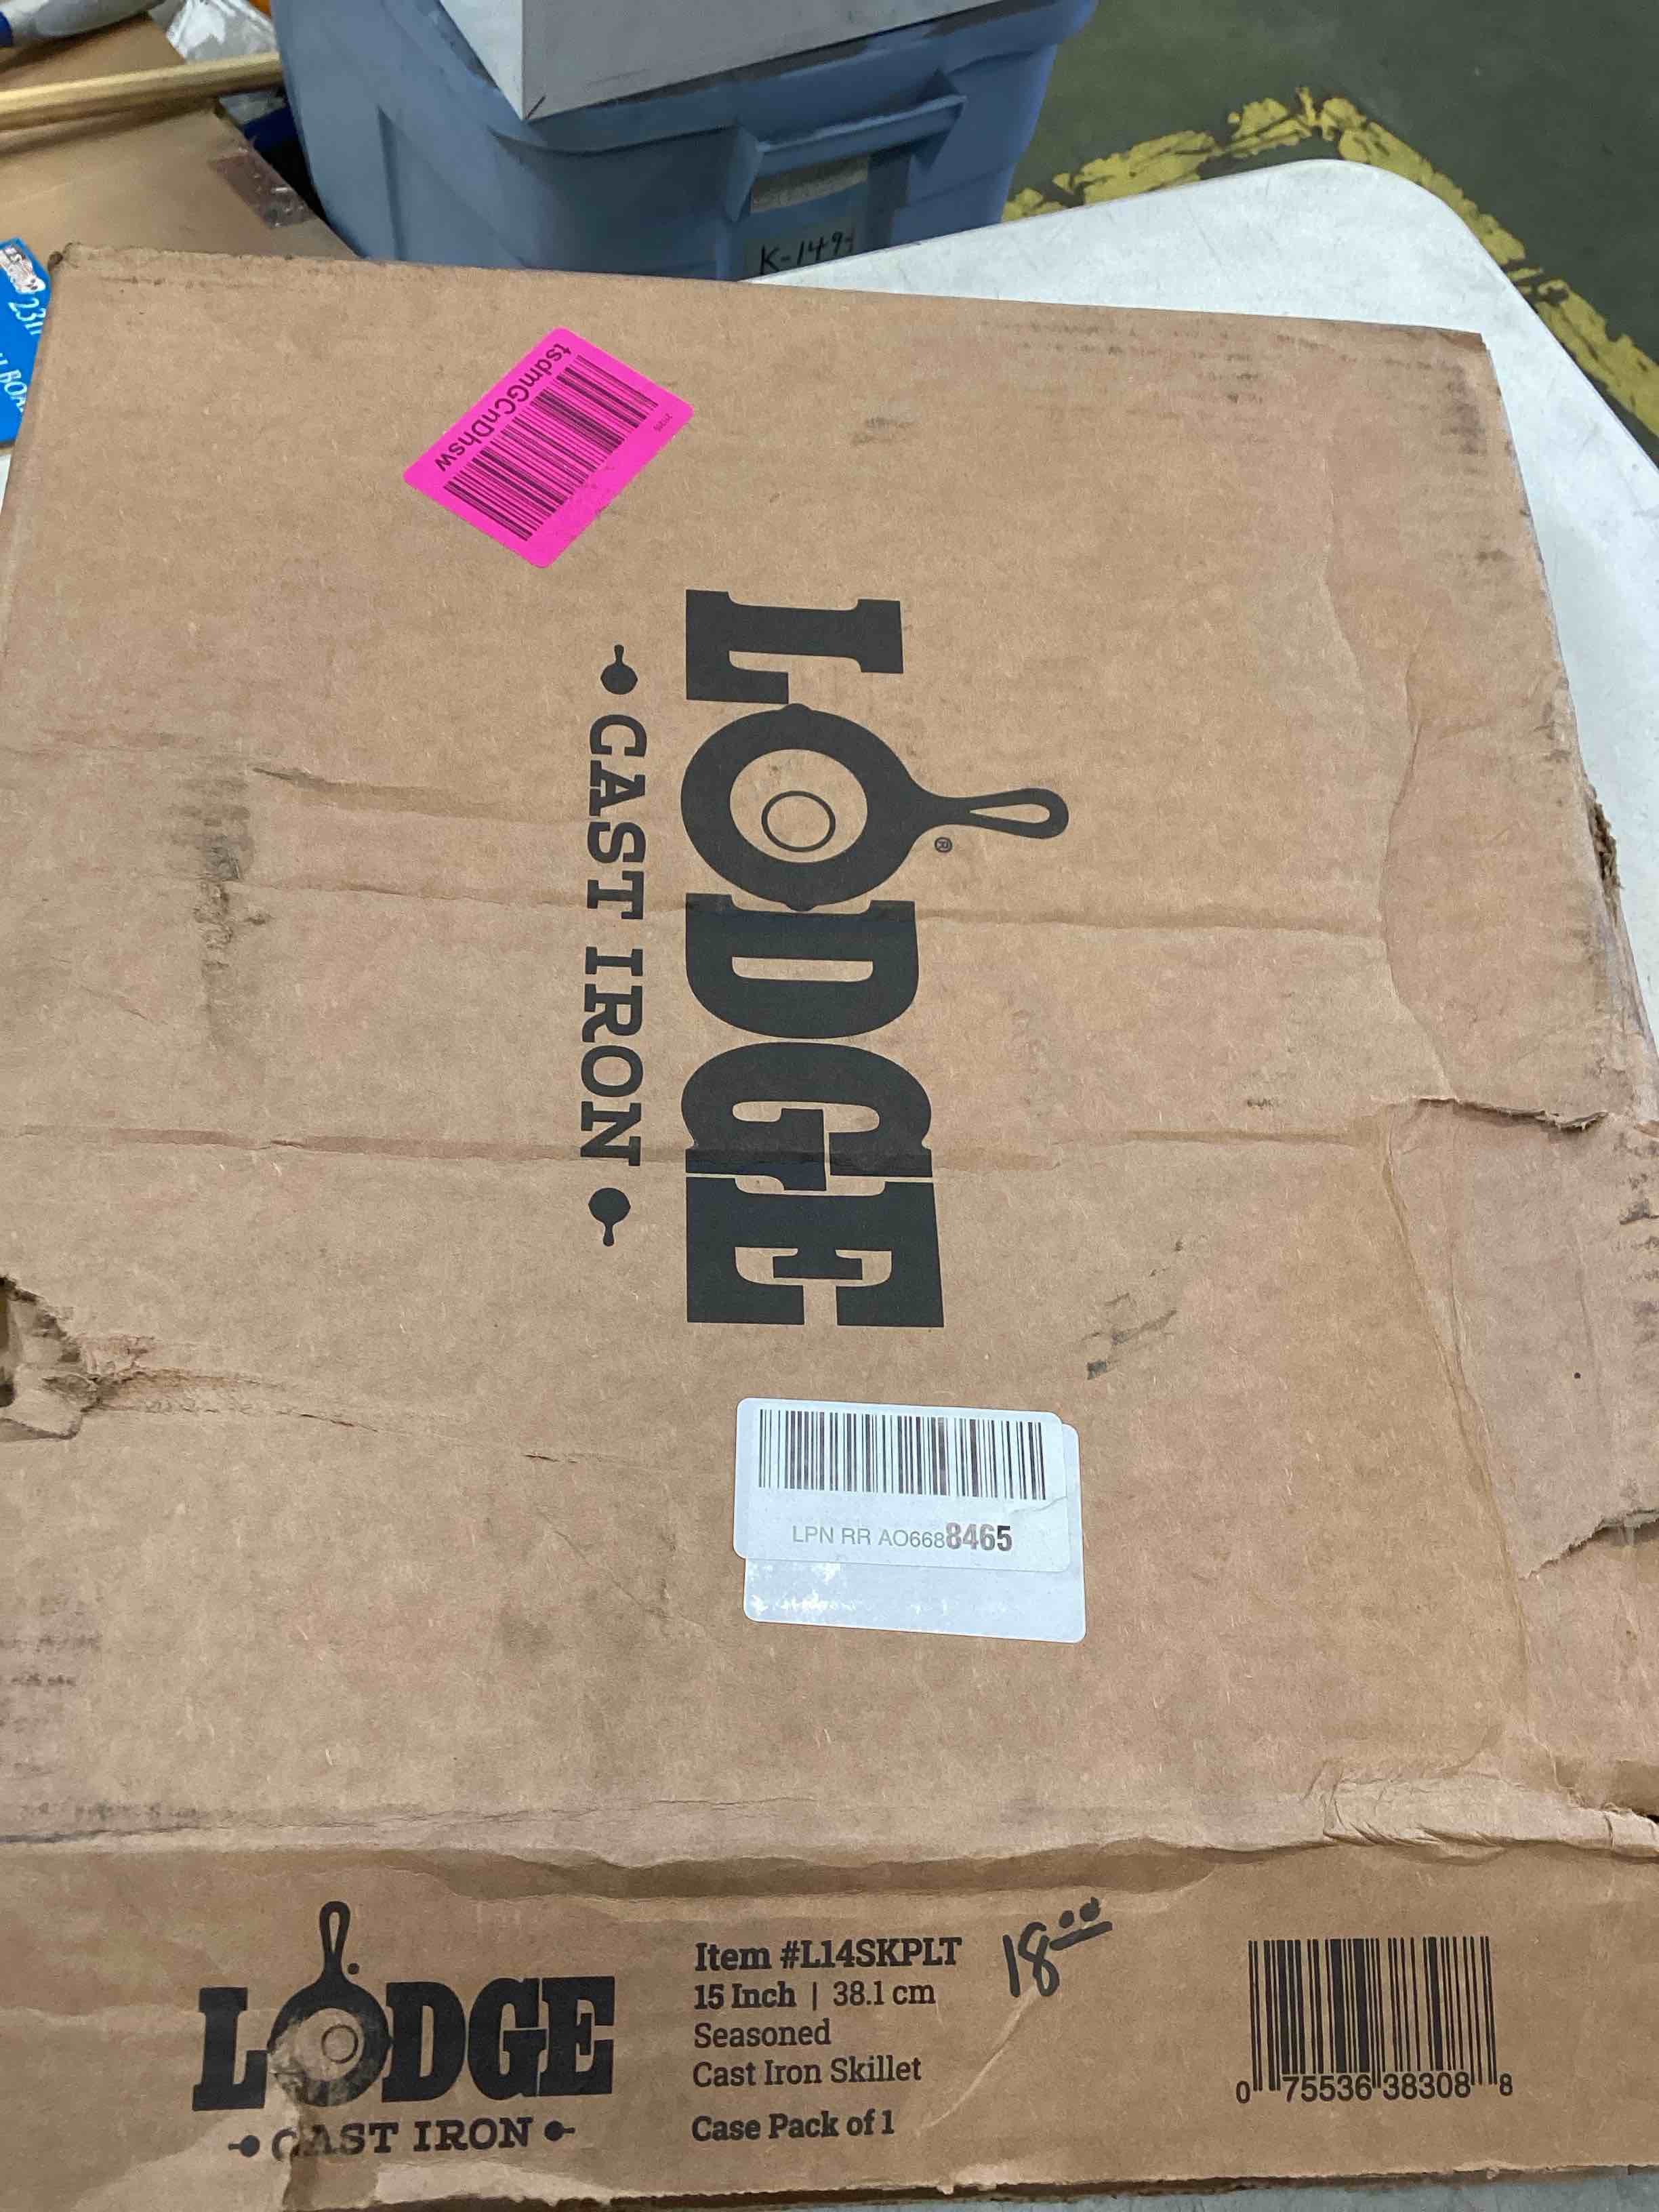 K-149-
tsdmGCnDhsw
LODGE®
CAST IRON
LPN RR AO6688465
LODGE
CAST IRON
Item #L14SKPLT
15 Inch | 38.1 cm
Seasoned
Cast Iron Skillet
Case Pack of 1
18⁰⁰
0 75536 38308 8